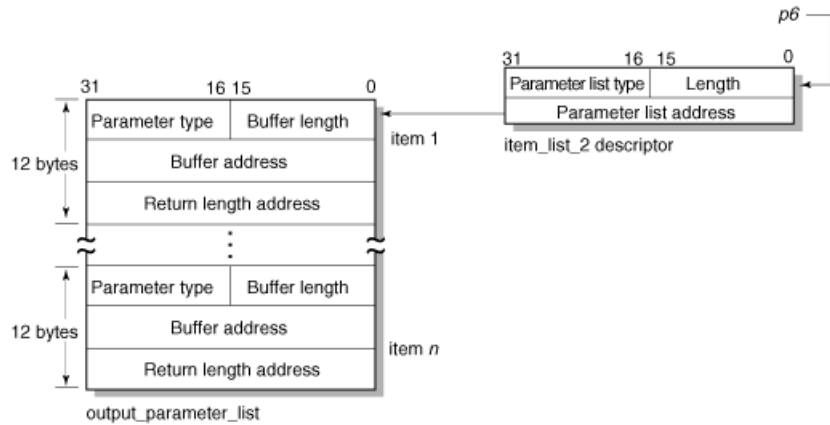 p6
31 16 15 0
Parameter list type Length
Parameter list address
item_list_2 descriptor
31 16 15 0
Parameter type Buffer length
item 1
12 bytes
Buffer address
Return length address
Parameter type Buffer length
12 bytes
Buffer address
item n
Return length address
output_parameter_list